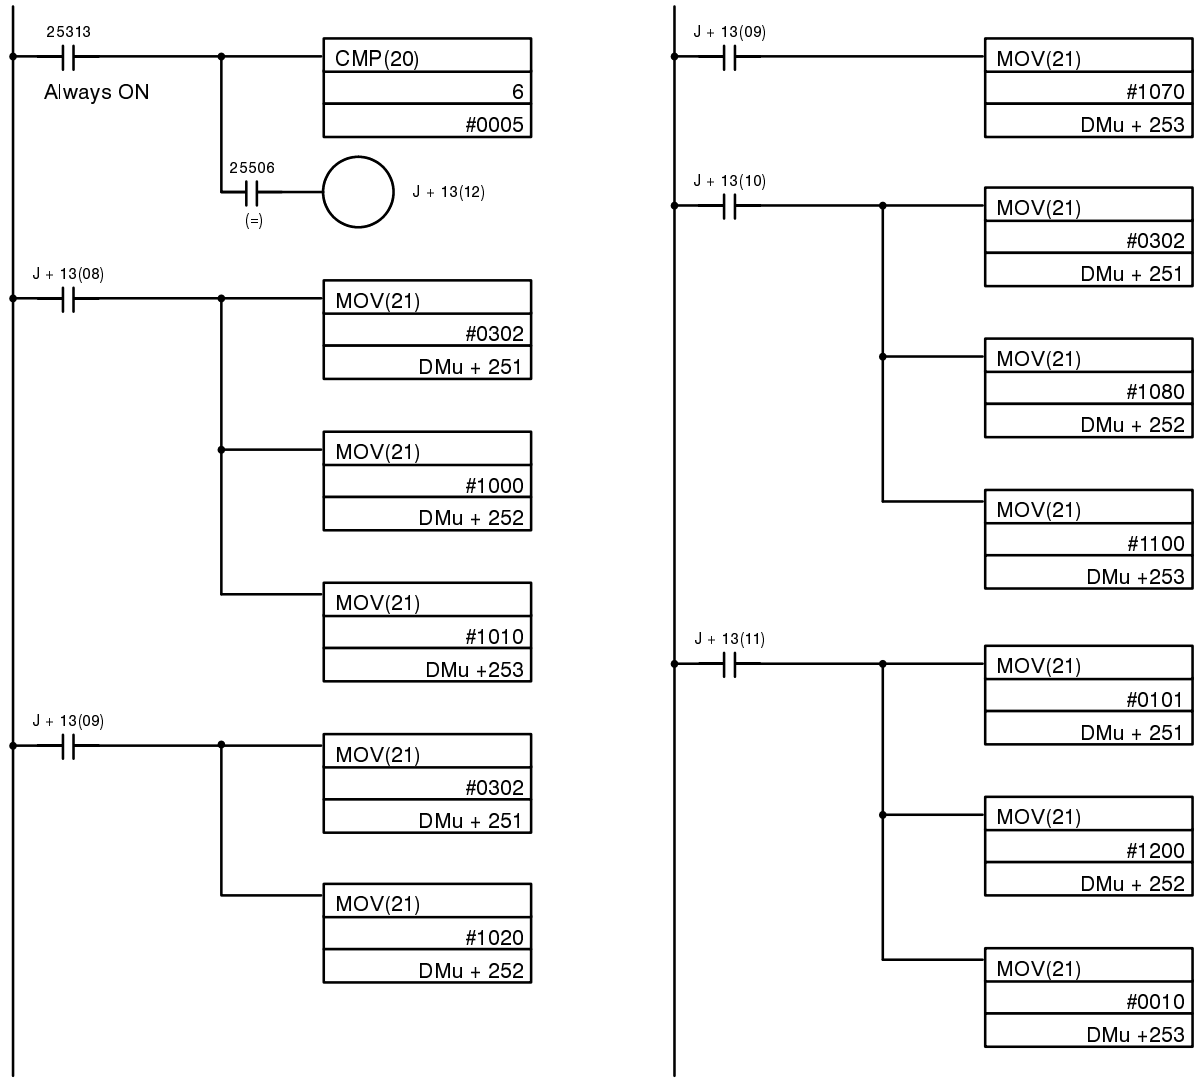 25313
Always ON
CMP(20)
6
#0005
25506
(=)
J + 13(12)
J + 13(08)
MOV(21)
#0302
DMu + 251
MOV(21)
#1000
DMu + 252
MOV(21)
#1010
DMu +253
J + 13(09)
MOV(21)
#0302
DMu + 251
MOV(21)
#1020
DMu + 252
J + 13(09)
MOV(21)
#1070
DMu + 253
J + 13(10)
MOV(21)
#0302
DMu + 251
MOV(21)
#1080
DMu + 252
MOV(21)
#1100
DMu +253
J + 13(11)
MOV(21)
#0101
DMu + 251
MOV(21)
#1200
DMu + 252
MOV(21)
#0010
DMu +253